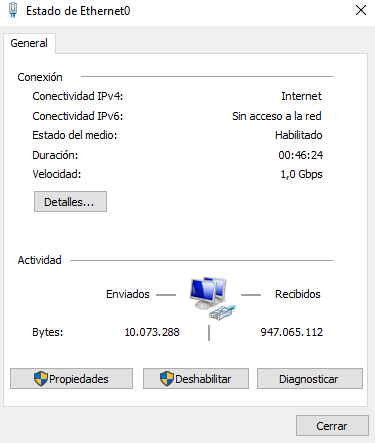 Estado de Ethernet0
General
Conexión
Conectividad IPv4: Internet
Conectividad IPv6: Sin acceso a la red
Estado del medio: Habilitado
Duración: 00:46:24
Velocidad: 1,0 Gbps
Detalles...
Actividad
Enviados Recibidos
Bytes: 10.073.288 947.065.112
Propiedades Deshabilitar Diagnosticar
Cerrar